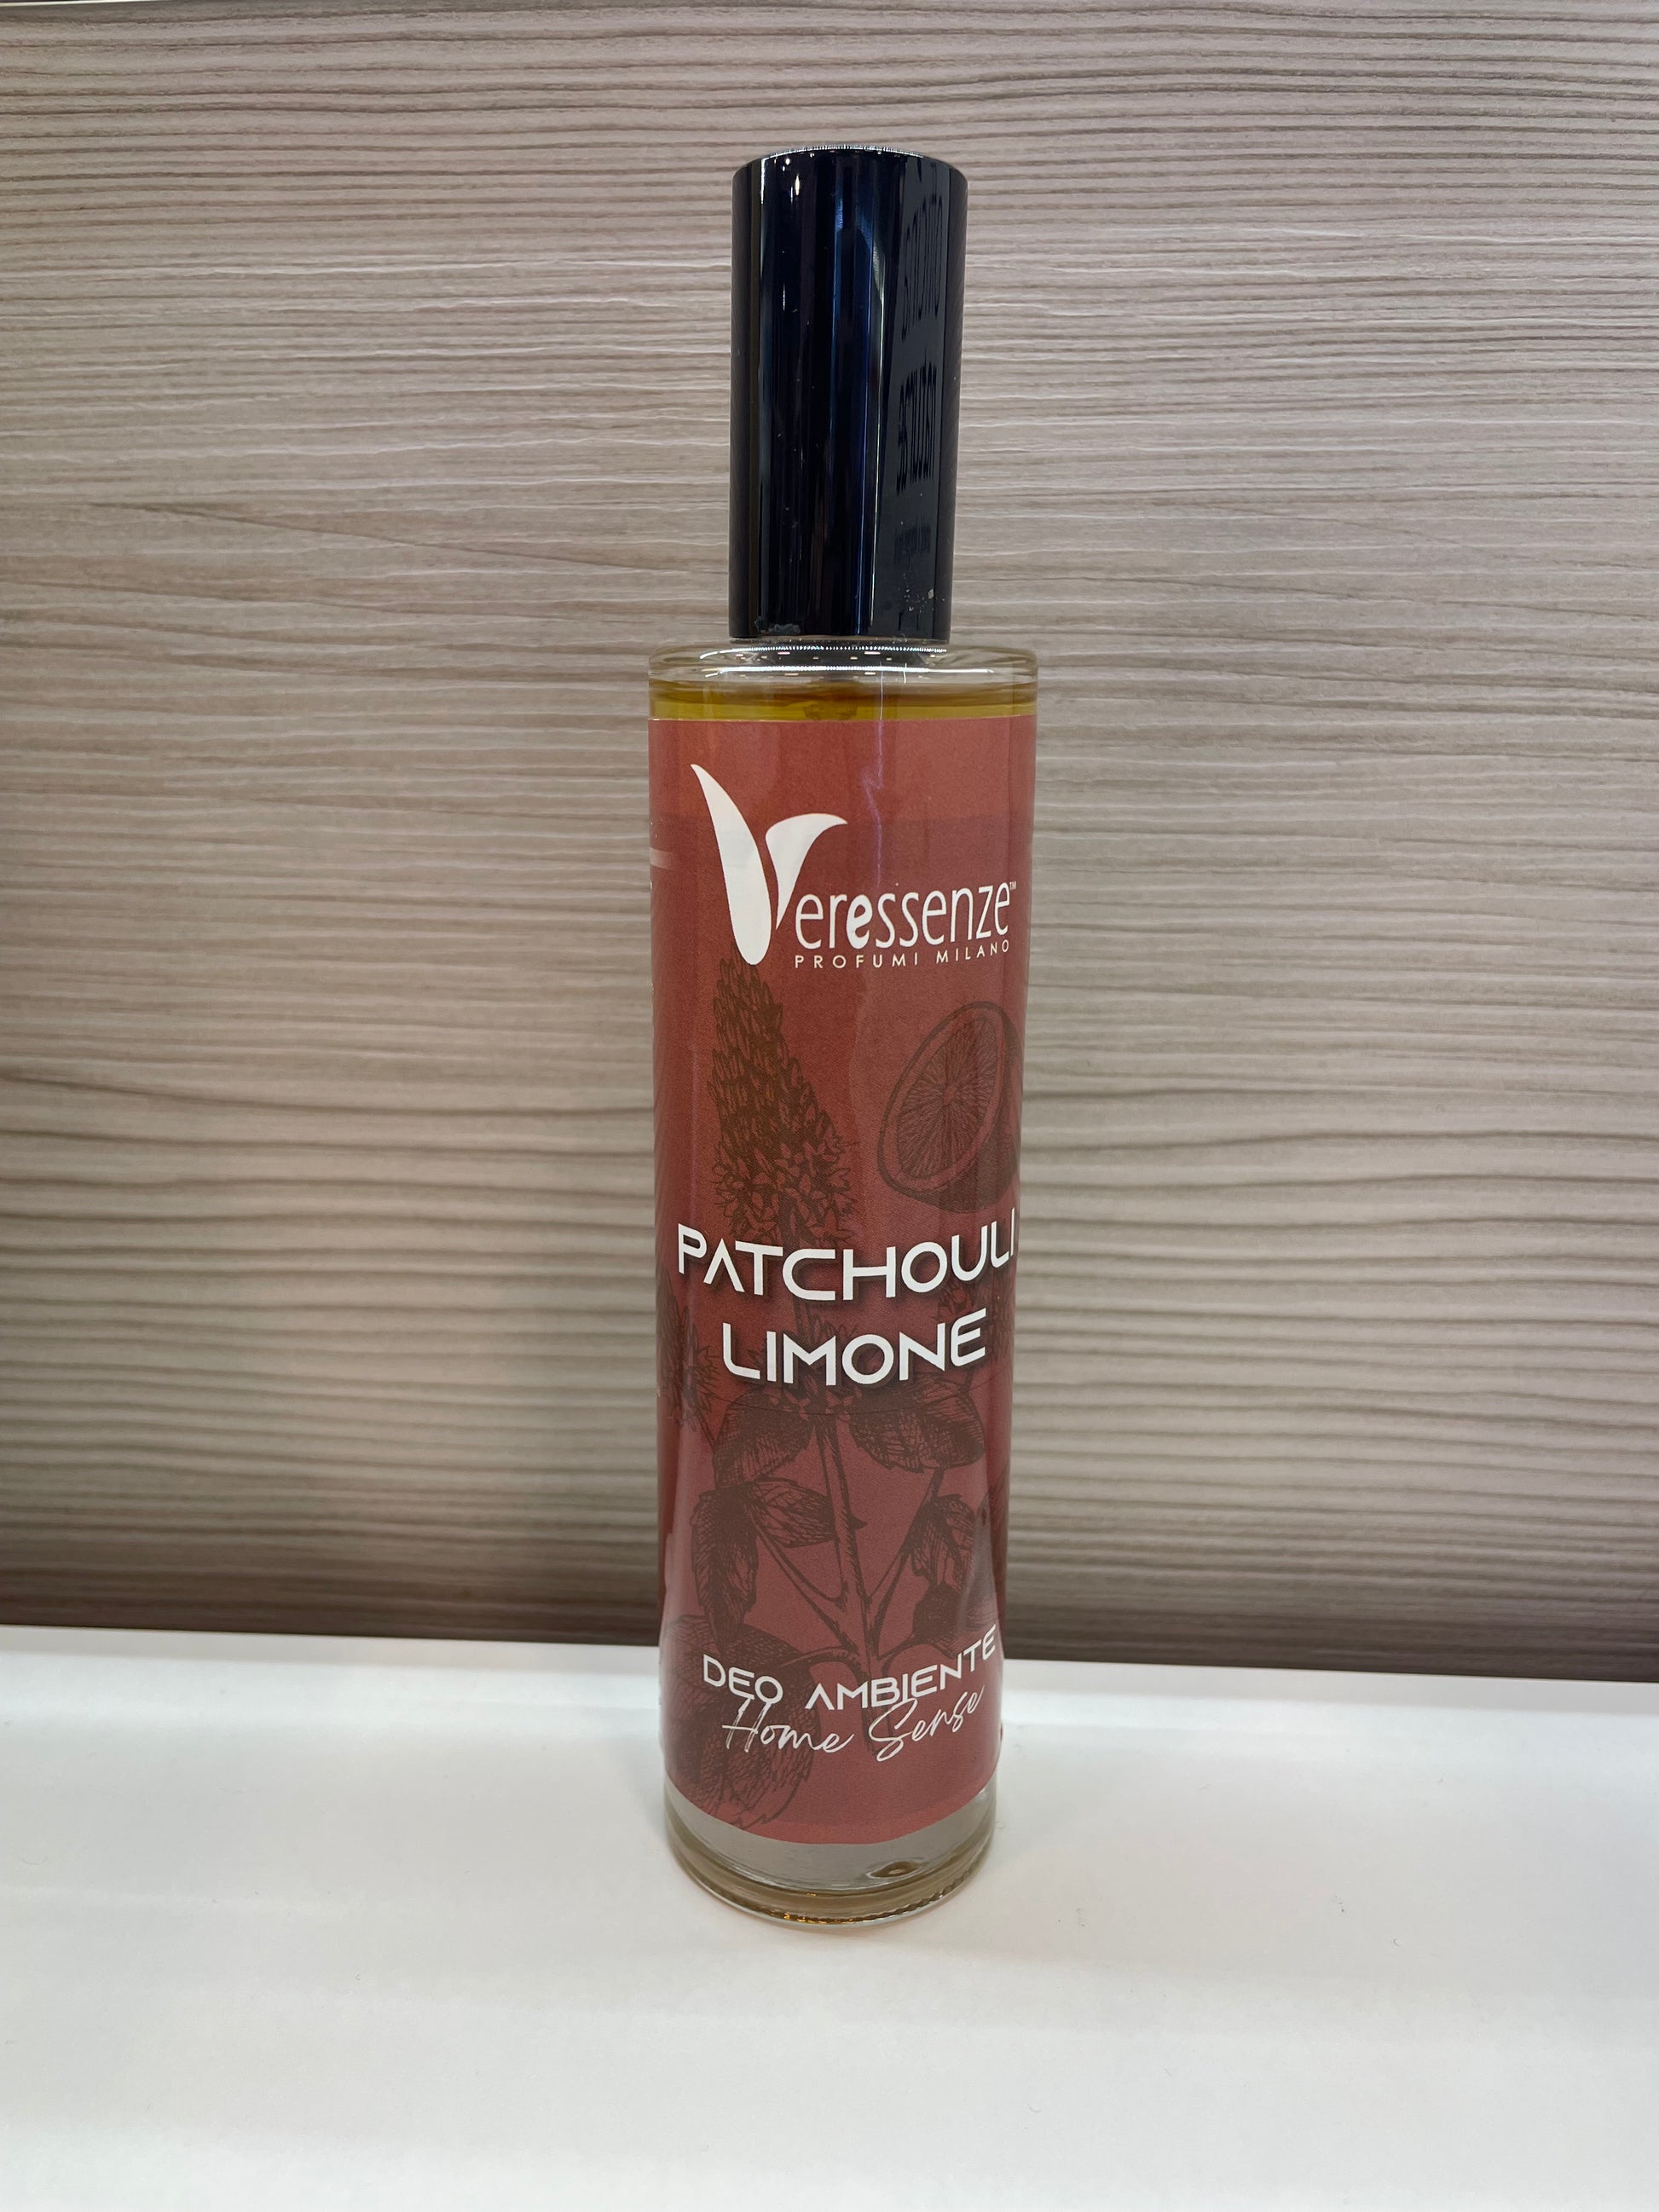 Veressenze™
PROFUMI MILANO
PATCHOULI
LIMONE
DEO AMBIENTE
Home Sense